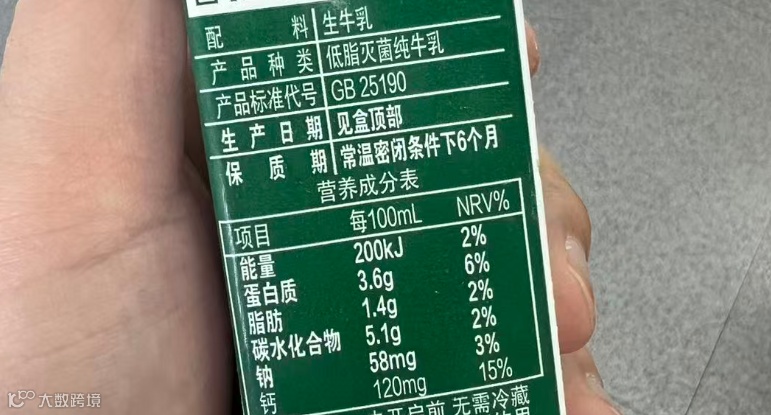 配料 生牛乳
产品种类 低脂灭菌纯牛乳
产品标准代号 GB 25190
生产日期 见盒顶部
保质期 常温密闭条件下6个月
营养成分表
项目 每100mL NRV%
能量 200kJ 2%
蛋白质 3.6g 6%
脂肪 1.4g 2%
碳水化合物 5.1g 2%
钠 58mg 3%
钙 120mg 15%
开启前,无需冷藏
大数跨境